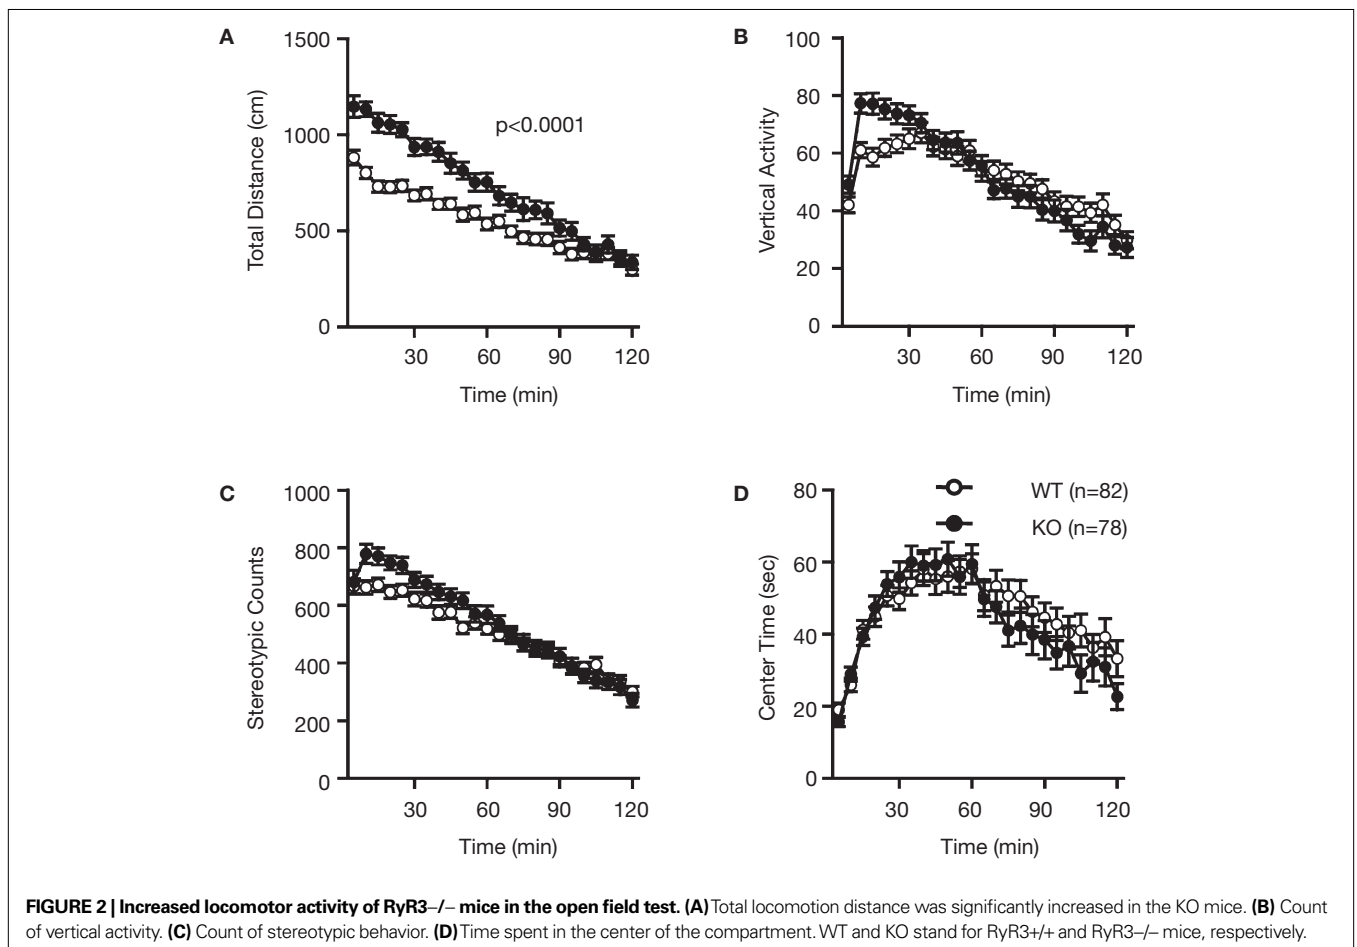 A
1500
1000
500
0
Total Distance (cm)
p<0.0001
30 60 90 120
Time (min)
B
100
80
60
40
20
0
Vertical Activity
30 60 90 120
Time (min)
C
1000
800
600
400
200
0
Stereotypic Counts
30 60 90 120
Time (min)
D
80
60
40
20
0
Center Time (sec)
WT (n=82)
KO (n=78)
30 60 90 120
Time (min)
FIGURE 2 | Increased locomotor activity of RyR3–/– mice in the open field test. (A) Total locomotion distance was significantly increased in the KO mice. (B) Count
of vertical activity. (C) Count of stereotypic behavior. (D) Time spent in the center of the compartment. WT and KO stand for RyR3+/+ and RyR3–/– mice, respectively.